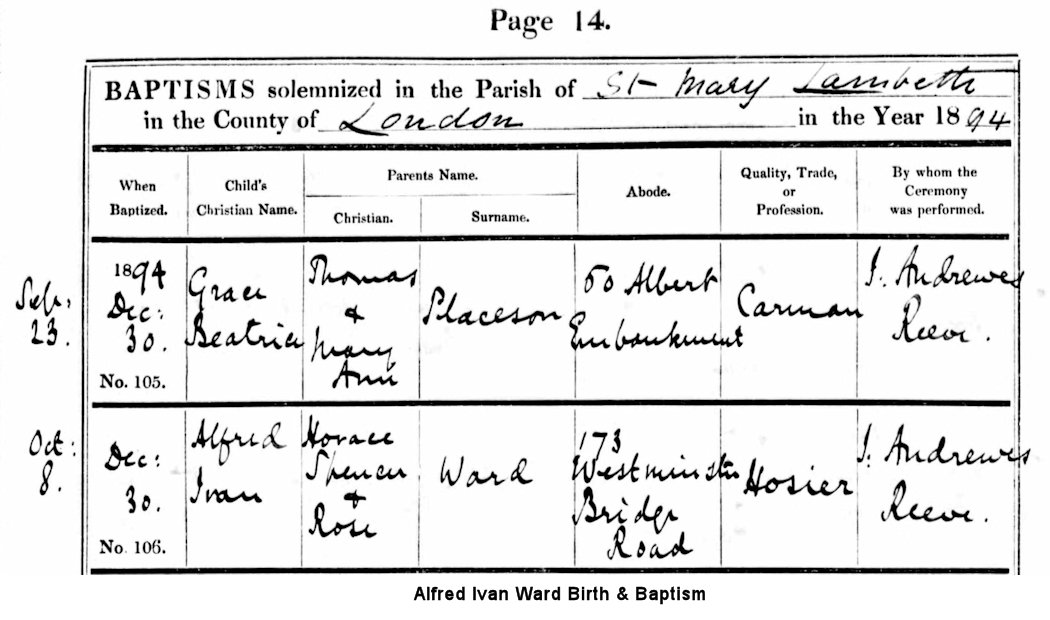 Page 14.
BAPTISMS solemnized in the Parish of St Mary Lambeth
in the County of London in the Year 1894
When Baptized.
Child's Christian Name.
Parents Name.
Christian.
Surname.
Abode.
Quality, Trade, or Profession.
By whom the Ceremony was performed.
Sep: 23.
1894 Dec: 30. No. 105.
Grace Beatrice
Thomas & Mary Ann
Placeson
50 Albert Embankment
Carman
J. Andrewes Reeve.
Oct: 8.
Dec: 30. No. 106.
Alfred Ivan
Horace Spencer & Rose
Ward
173 Westminster Bridge Road
Hosier
J. Andrewes Reeve.
Alfred Ivan Ward Birth & Baptism